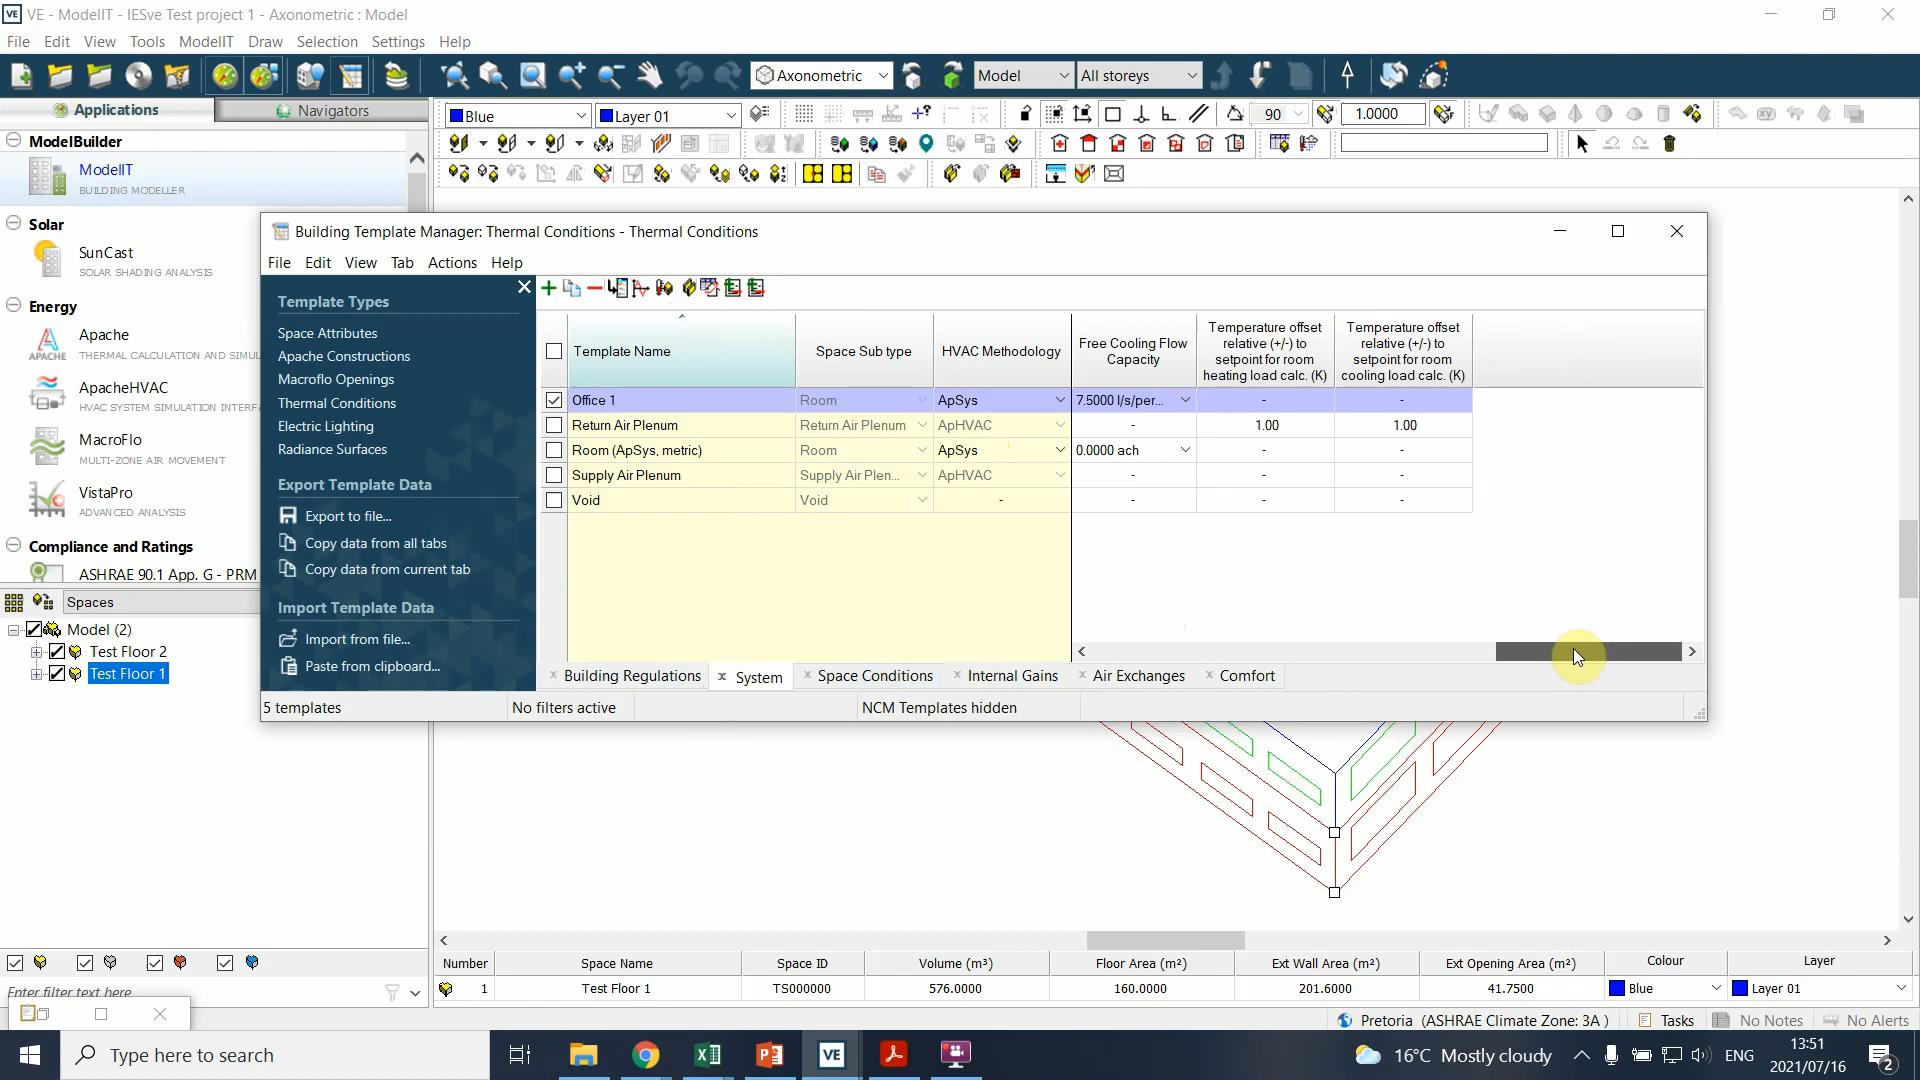 VE - ModelIT - IESve Test project 1 - Axonometric : Model
File Edit View Tools ModelIT Draw Selection Settings Help
Axonometric Model All storeys
Applications Navigators
Blue Layer 01 90 1.0000
ModelBuilder
ModelIT
BUILDING MODELLER
Solar
SunCast
SOLAR SHADING ANALYSIS
Energy
Apache
THERMAL CALCULATION AND SIMUL
ApacheHVAC
HVAC SYSTEM SIMULATION INTERF
MacroFlo
MULTI-ZONE AIR MOVEMENT
VistaPro
ADVANCED ANALYSIS
Compliance and Ratings
ASHRAE 90.1 App. G - PRM
Spaces
Model (2)
Test Floor 2
Test Floor 1
Enter filter text here
Building Template Manager: Thermal Conditions - Thermal Conditions
File Edit View Tab Actions Help
Template Types
Space Attributes
Apache Constructions
Macroflo Openings
Thermal Conditions
Electric Lighting
Radiance Surfaces
Export Template Data
Export to file...
Copy data from all tabs
Copy data from current tab
Import Template Data
Import from file...
Paste from clipboard...
Template Name Space Sub type HVAC Methodology Free Cooling Flow Capacity Temperature offset relative (+/-) to setpoint for room heating load calc. (K) Temperature offset relative (+/-) to setpoint for room cooling load calc. (K)
Office 1 Room ApSys 7.5000 l/s/per... - -
Return Air Plenum Return Air Plenum ApHVAC - 1.00 1.00
Room (ApSys, metric) Room ApSys 0.0000 ach - -
Supply Air Plenum Supply Air Plen... ApHVAC - - -
Void Void - - - -
Building Regulations System Space Conditions Internal Gains Air Exchanges Comfort
5 templates No filters active NCM Templates hidden
Number Space Name Space ID Volume (m³) Floor Area (m²) Ext Wall Area (m²) Ext Opening Area (m²) Colour Layer
1 Test Floor 1 TS000000 576.0000 160.0000 201.6000 41.7500 Blue Layer 01
Pretoria (ASHRAE Climate Zone: 3A ) Tasks No Notes No Alerts
Type here to search
16°C Mostly cloudy ENG
13:51
2021/07/16
2